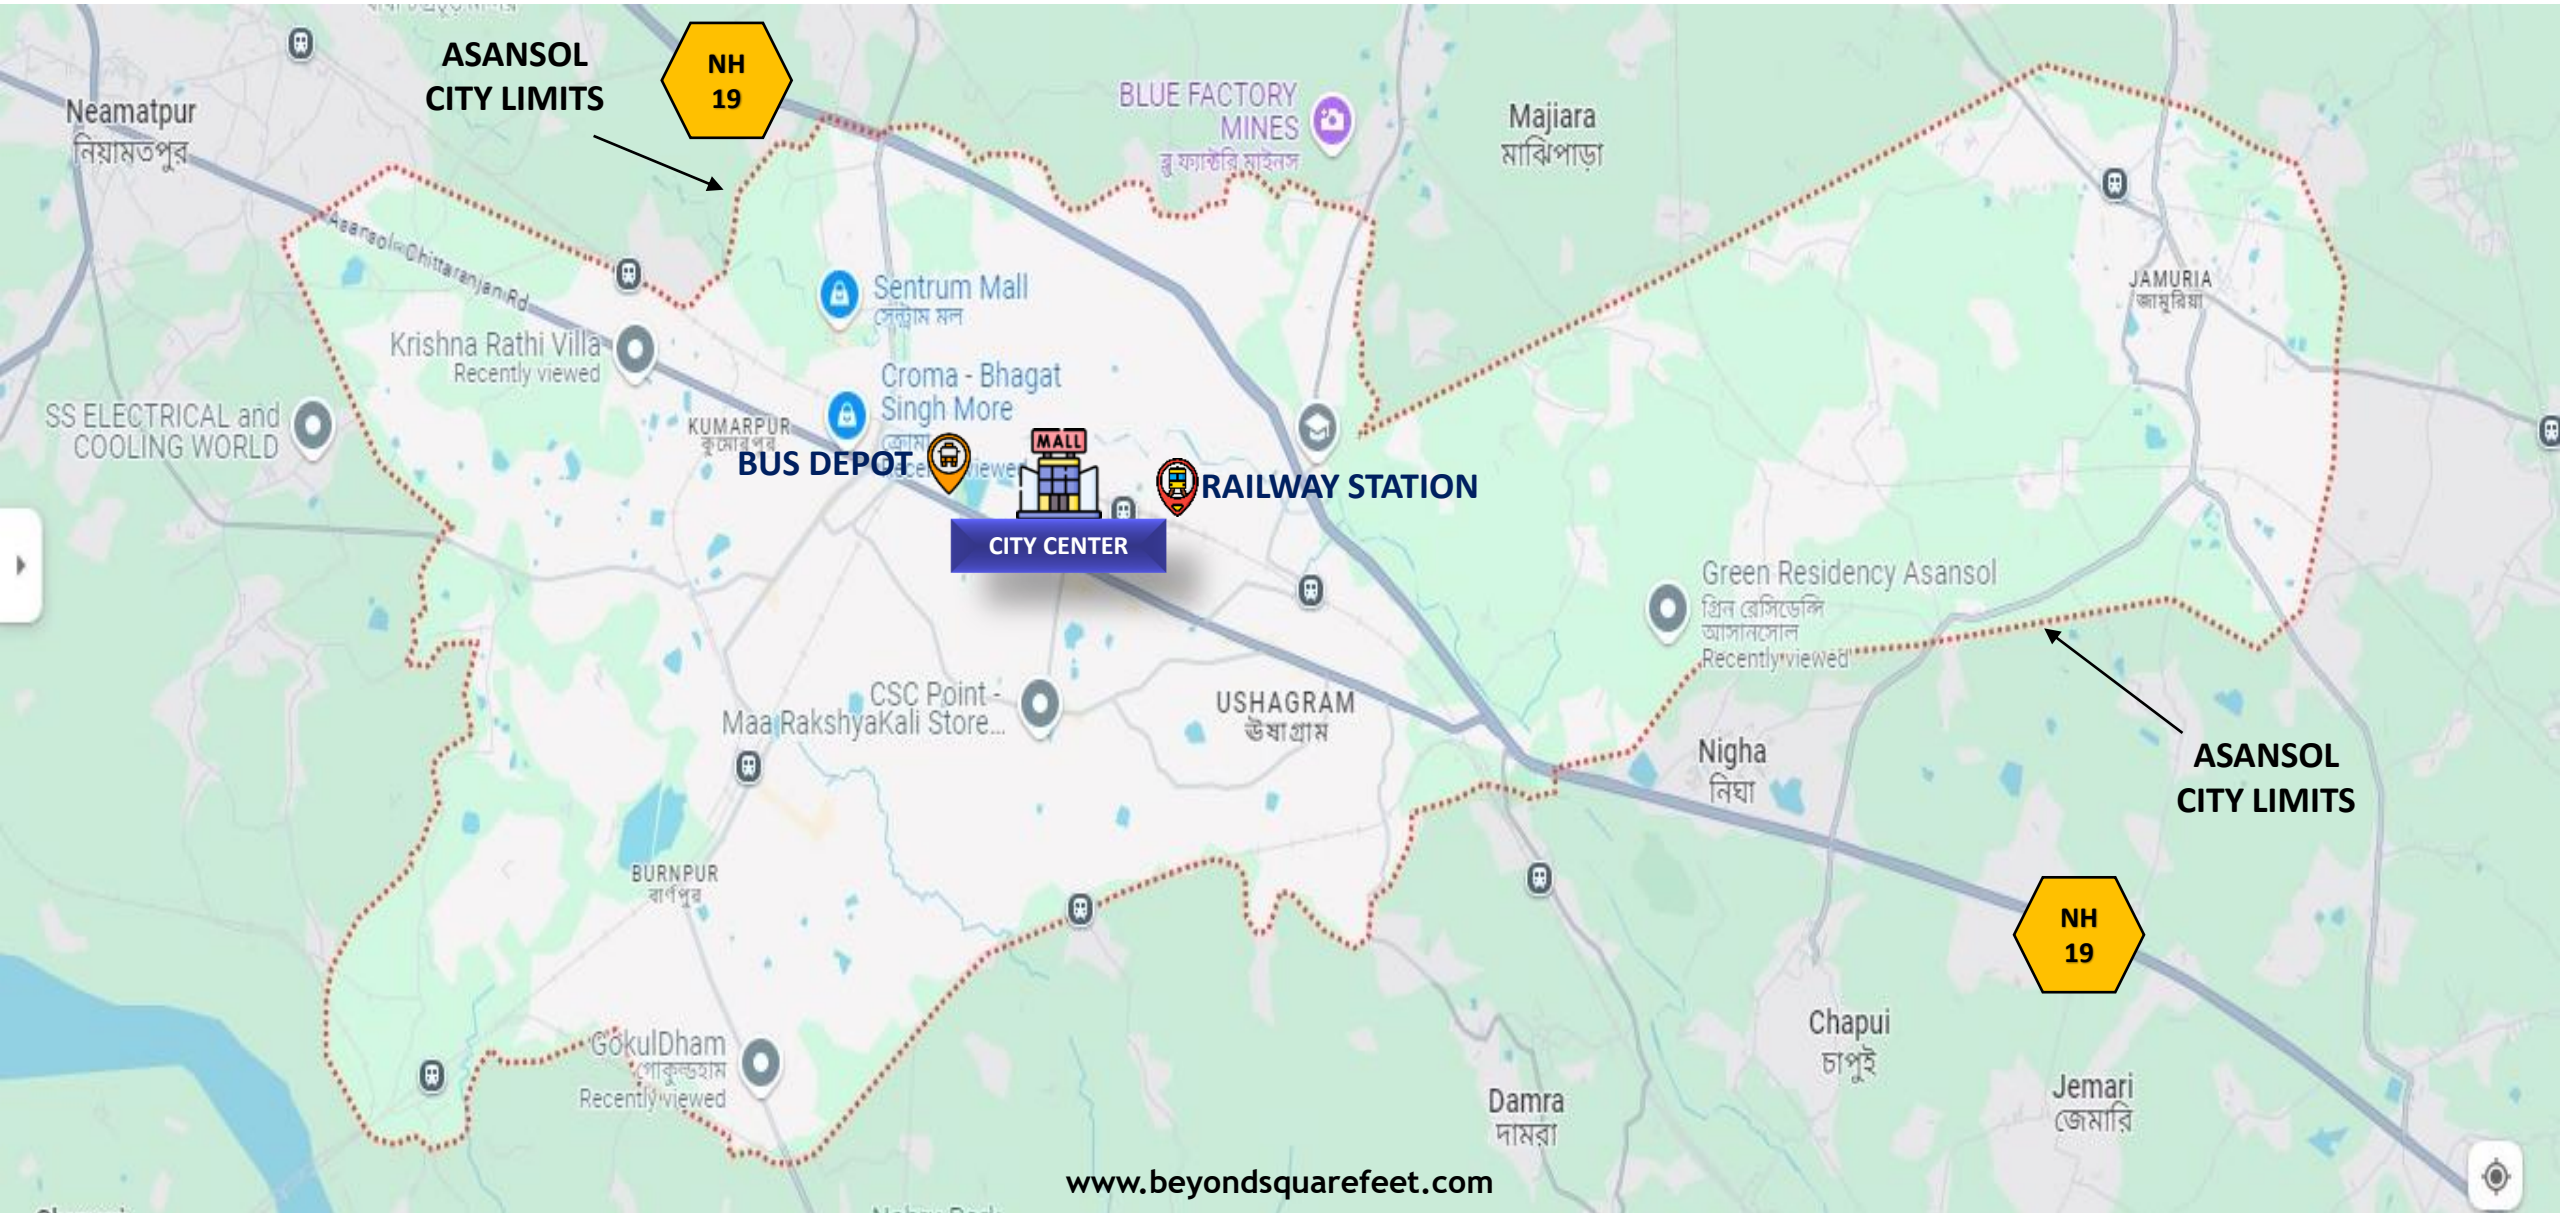 ASANSOL
CITY LIMITS
NH
19
Neamatpur
নিয়ামতপুর
BLUE FACTORY
MINES
ব্লু ফ্যাক্টরি মাইনস
Majiara
মাঝিপাড়া
Asansol-Chittaranjan Rd
Sentrum Mall
সেন্ট্রাম মল
JAMURIA
জামুরিয়া
Krishna Rathi Villa
Recently viewed
Croma - Bhagat
Singh More
SS ELECTRICAL and
COOLING WORLD
KUMARPUR
কুমোরপুর
MALL
BUS DEPOT
RAILWAY STATION
CITY CENTER
Green Residency Asansol
গ্রিন রেসিডেন্সি
আসানসোল
Recently viewed
CSC Point -
Maa RakshyaKali Store...
USHAGRAM
ঊষাগ্রাম
Nigha
নিঘা
ASANSOL
CITY LIMITS
BURNPUR
বার্ণপুর
NH
19
GokulDham
গোকুলডহাম
Recently viewed
Chapui
চাপুই
Jemari
জেমারি
Damra
দামরা
www.beyondsquarefeet.com